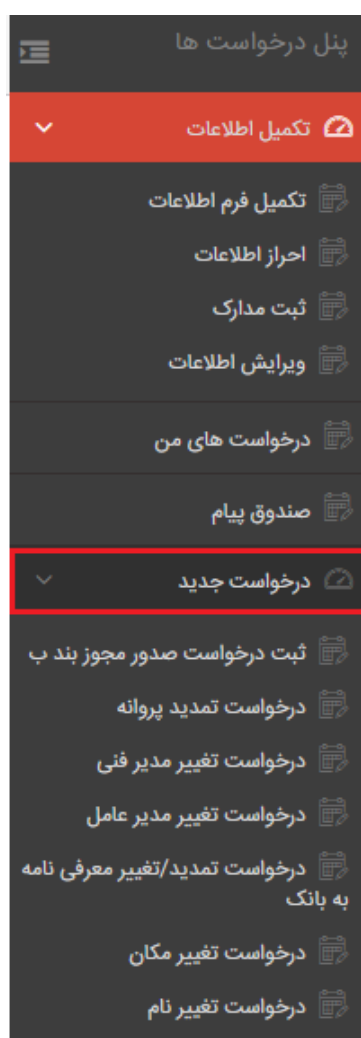 پنل درخواست ها
تکمیل اطلاعات
تکمیل فرم اطلاعات
احراز اطلاعات
ثبت مدارک
ویرایش اطلاعات
درخواست های من
صندوق پیام
درخواست جدید
ثبت درخواست صدور مجوز بند ب
درخواست تمدید پروانه
درخواست تغییر مدیر فنی
درخواست تغییر مدیر عامل
درخواست تمدید/تغییر معرفی نامه
به بانک
درخواست تغییر مکان
درخواست تغییر نام